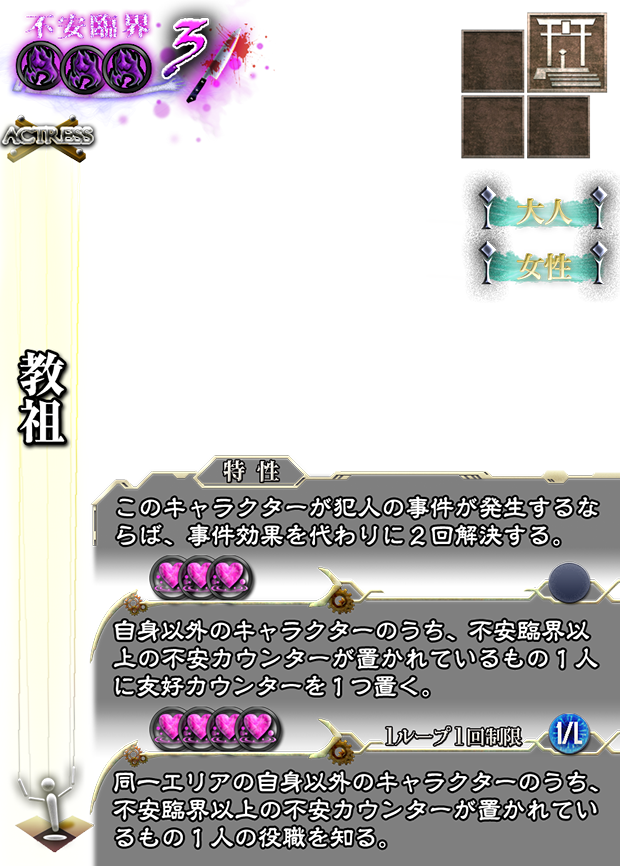 不安臨界
3
ACTRESS
大人
女性
教祖
特性
このキャラクターが犯人の事件が発生するな
らば、事件効果を代わりに２回解決する。
自身以外のキャラクターのうち、不安臨界以
上の不安カウンターが置かれているもの１人
に友好カウンターを１つ置く。
1ループ1回制限
1/L
同一エリアの自身以外のキャラクターのうち、
不安臨界以上の不安カウンターが置かれてい
るもの１人の役職を知る。